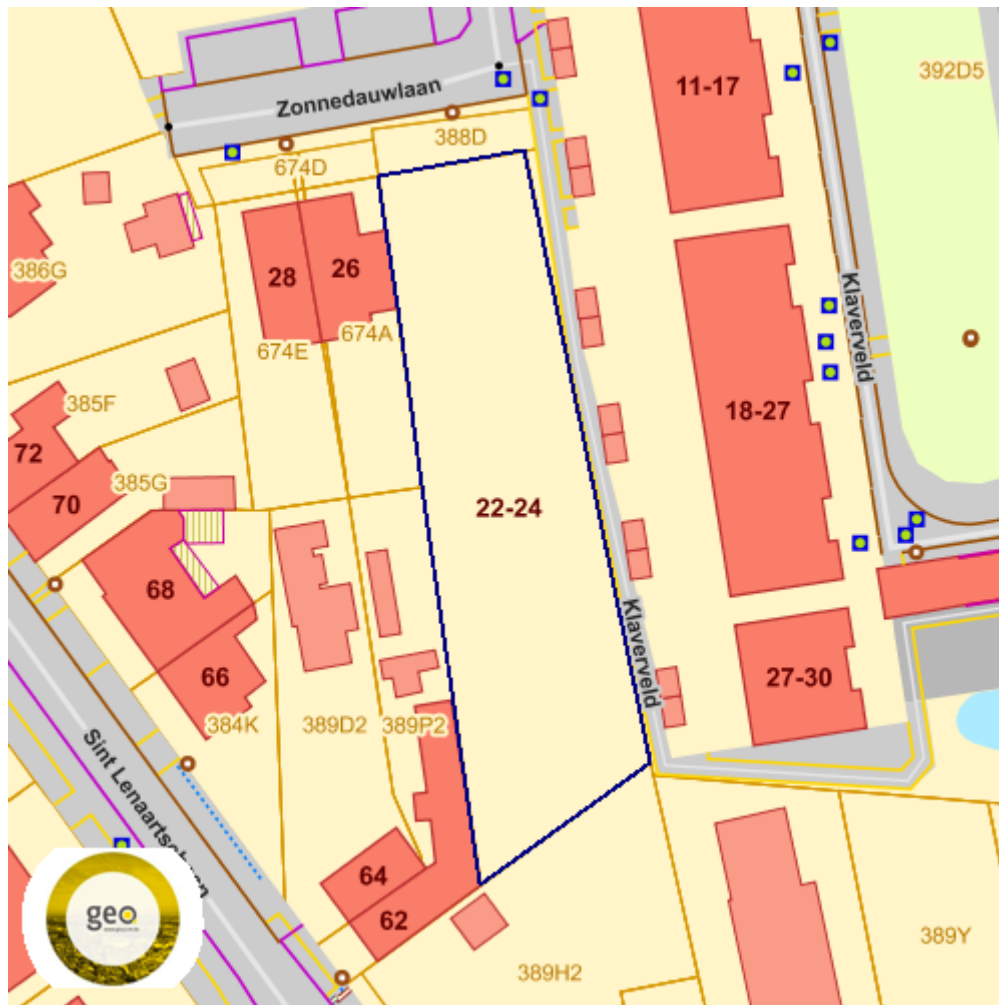 392D5
11-17
Zonnedauwlaan
388D
674D
386G
28
26
674A
674E
Klaverveld
385F
18-27
72
385G
70
22-24
68
Klaverveld
66
27-30
384K
389D2
389P2
Sint Lenaartseb
64
62
geo
389Y
389H2